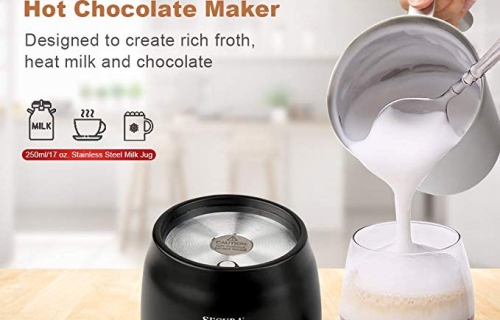 Hot Chocolate Maker
Designed to create rich froth,
heat milk and chocolate
MILK
250ml/17 oz. Stainless Steel Milk Jug
CAUTION